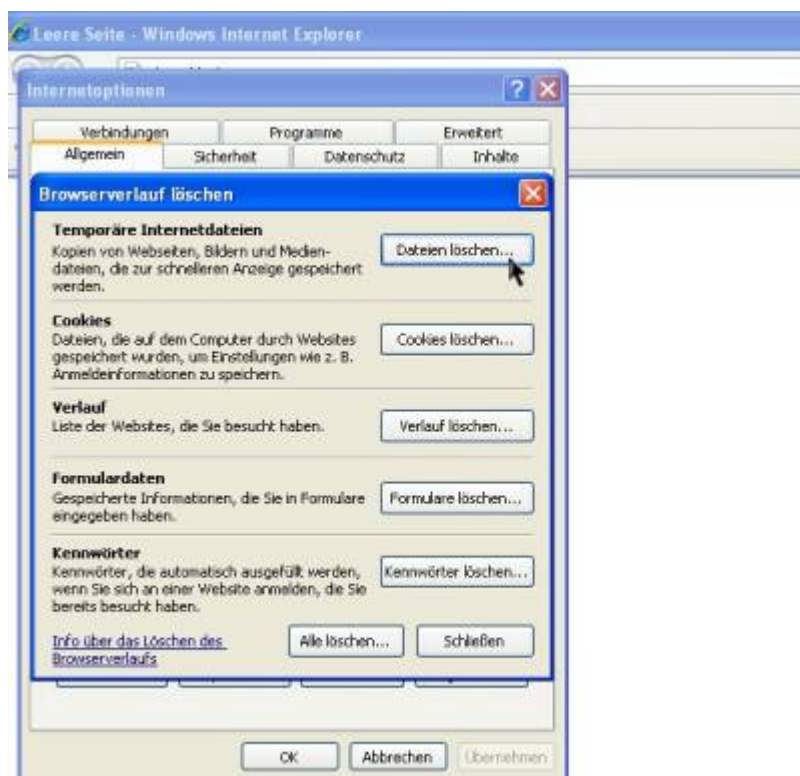 Leere Seite - Windows Internet Explorer
Internetoptionen
Verbindungen Programme Erweitert
Allgemein Sicherheit Datenschutz Inhalte
Browserverlauf löschen
Temporäre Internetdateien
Kopien von Webseiten, Bildern und Medien-
dateien, die zur schnelleren Anzeige gespeichert
werden.
Dateien löschen...
Cookies
Dateien, die auf dem Computer durch Websites
gespeichert wurden, um Einstellungen wie z. B.
Anmeldeinformationen zu speichern.
Cookies löschen...
Verlauf
Liste der Websites, die Sie besucht haben.
Verlauf löschen...
Formulardaten
Gespeicherte Informationen, die Sie in Formulare
eingegeben haben.
Formulare löschen...
Kennwörter
Kennwörter, die automatisch ausgefüllt werden,
wenn Sie sich an einer Website anmelden, die Sie
bereits besucht haben.
Kennwörter löschen...
Info über das Löschen des
Browserverlaufs
Alle löschen... Schließen
OK Abbrechen Übernehmen